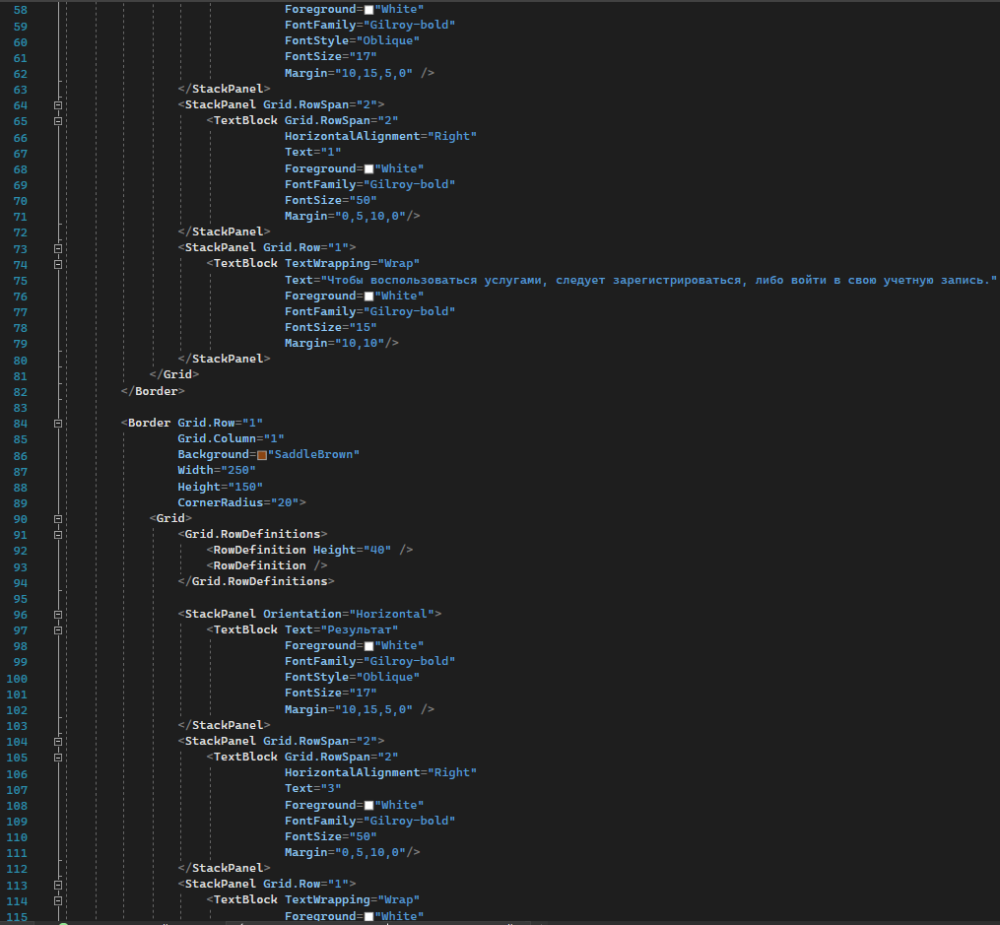 58 Foreground="White"
59 FontFamily="Gilroy-bold"
60 FontStyle="Oblique"
61 FontSize="17"
62 Margin="10,15,5,0" />
63 </StackPanel>
64 <StackPanel Grid.RowSpan="2">
65 <TextBlock Grid.RowSpan="2"
66 HorizontalAlignment="Right"
67 Text="1"
68 Foreground="White"
69 FontFamily="Gilroy-bold"
70 FontSize="50"
71 Margin="0,5,10,0"/>
72 </StackPanel>
73 <StackPanel Grid.Row="1">
74 <TextBlock TextWrapping="Wrap"
75 Text="Чтобы воспользоваться услугами, следует зарегистрироваться, либо войти в свою учетную запись."
76 Foreground="White"
77 FontFamily="Gilroy-bold"
78 FontSize="15"
79 Margin="10,10"/>
80 </StackPanel>
81 </Grid>
82 </Border>
83
84 <Border Grid.Row="1"
85 Grid.Column="1"
86 Background="SaddleBrown"
87 Width="250"
88 Height="150"
89 CornerRadius="20">
90 <Grid>
91 <Grid.RowDefinitions>
92 <RowDefinition Height="40" />
93 <RowDefinition />
94 </Grid.RowDefinitions>
95
96 <StackPanel Orientation="Horizontal">
97 <TextBlock Text="Результат"
98 Foreground="White"
99 FontFamily="Gilroy-bold"
100 FontStyle="Oblique"
101 FontSize="17"
102 Margin="10,15,5,0" />
103 </StackPanel>
104 <StackPanel Grid.RowSpan="2">
105 <TextBlock Grid.RowSpan="2"
106 HorizontalAlignment="Right"
107 Text="3"
108 Foreground="White"
109 FontFamily="Gilroy-bold"
110 FontSize="50"
111 Margin="0,5,10,0"/>
112 </StackPanel>
113 <StackPanel Grid.Row="1">
114 <TextBlock TextWrapping="Wrap"
115 Foreground="White"